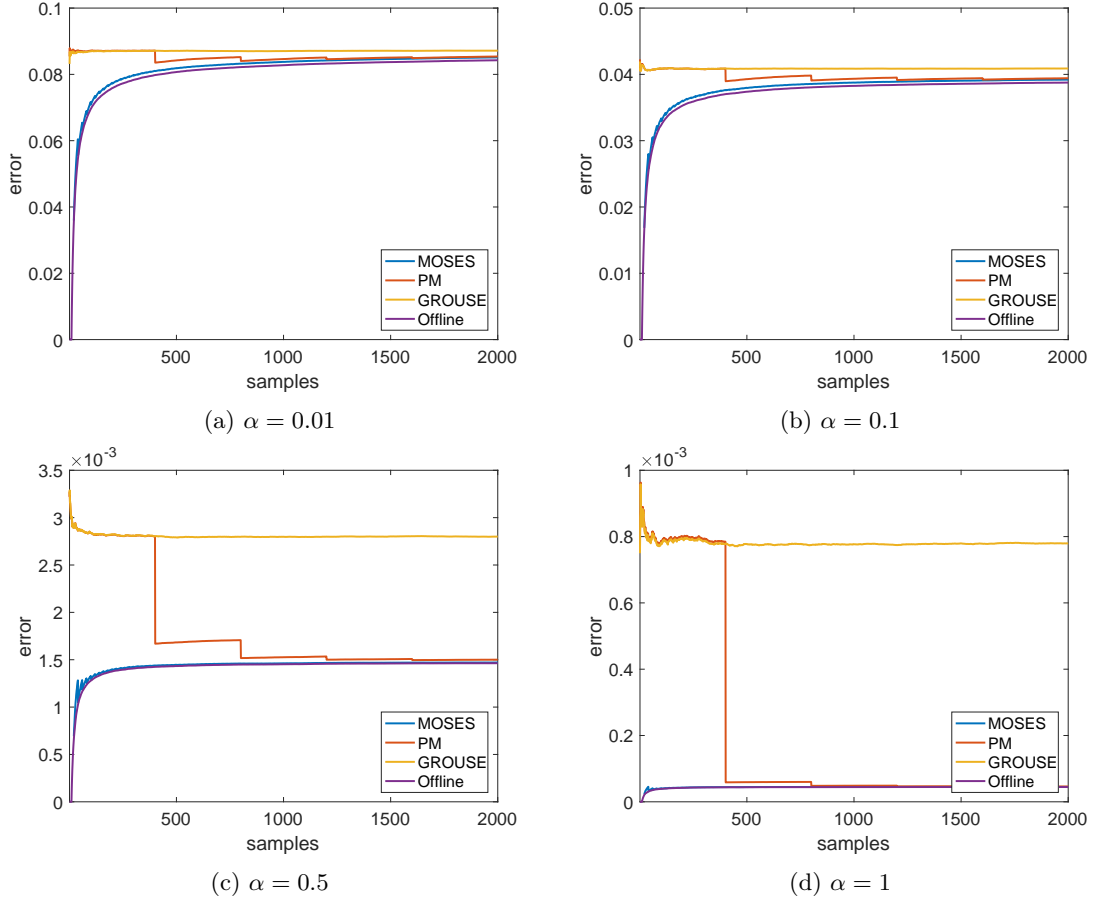 0.1
0.08
0.06
0.04
0.02
0
error
500 1000 1500 2000
samples
MOSES
PM
GROUSE
Offline
(a) α = 0.01
0.05
0.04
0.03
0.02
0.01
0
error
500 1000 1500 2000
samples
MOSES
PM
GROUSE
Offline
(b) α = 0.1
×10⁻³
3.5
3
2.5
2
1.5
1
0.5
0
error
500 1000 1500 2000
samples
MOSES
PM
GROUSE
Offline
(c) α = 0.5
×10⁻³
1
0.8
0.6
0.4
0.2
0
error
500 1000 1500 2000
samples
MOSES
PM
GROUSE
Offline
(d) α = 1